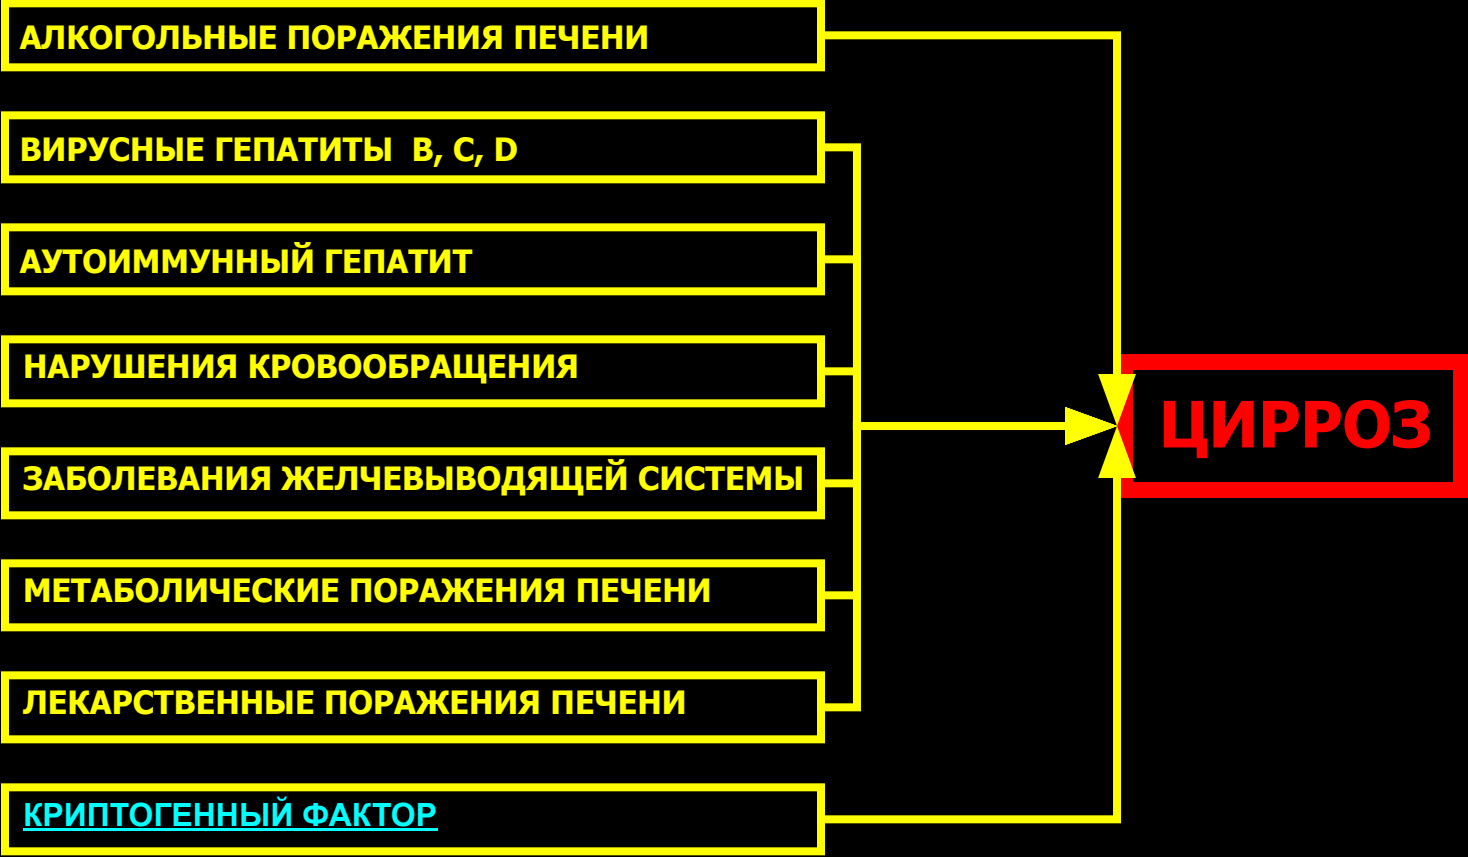 АЛКОГОЛЬНЫЕ ПОРАЖЕНИЯ ПЕЧЕНИ
ВИРУСНЫЕ ГЕПАТИТЫ B, C, D
АУТОИММУННЫЙ ГЕПАТИТ
НАРУШЕНИЯ КРОВООБРАЩЕНИЯ
ЗАБОЛЕВАНИЯ ЖЕЛЧЕВЫВОДЯЩЕЙ СИСТЕМЫ
МЕТАБОЛИЧЕСКИЕ ПОРАЖЕНИЯ ПЕЧЕНИ
ЛЕКАРСТВЕННЫЕ ПОРАЖЕНИЯ ПЕЧЕНИ
КРИПТОГЕННЫЙ ФАКТОР
ЦИРРОЗ